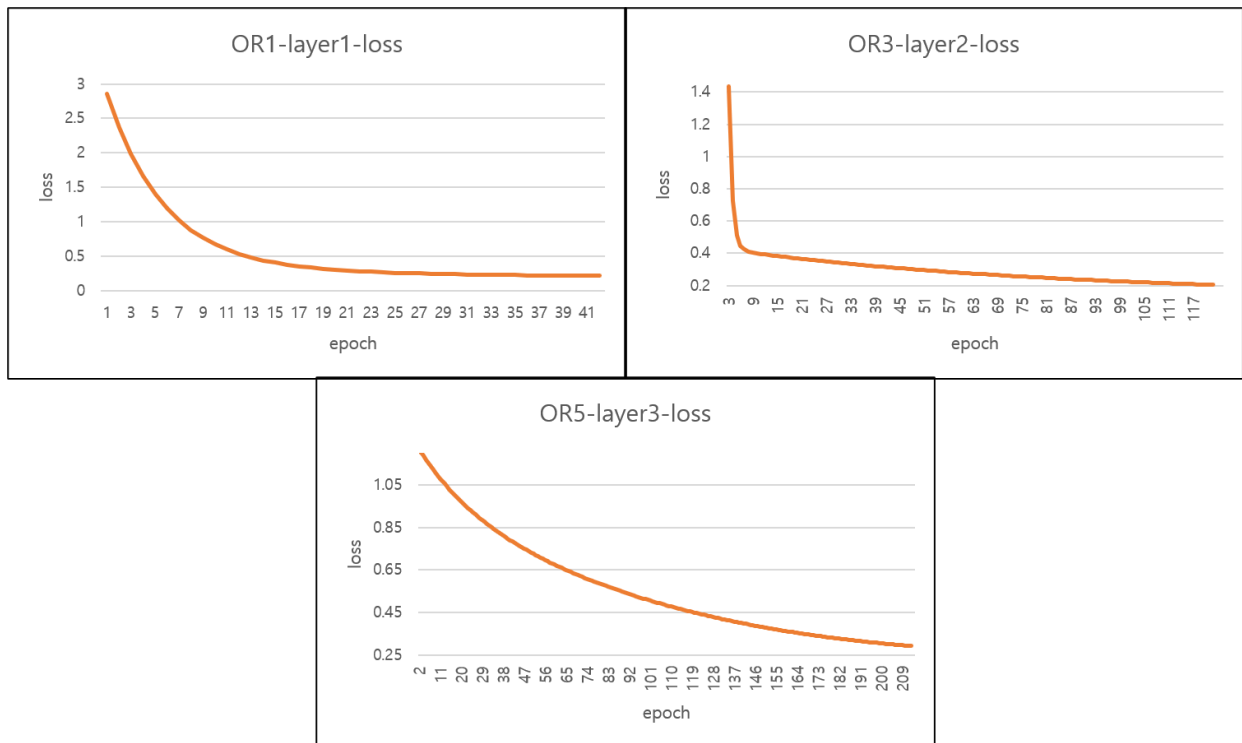 OR1-layer1-loss
3
2.5
2
1.5
1
0.5
0
loss
1 3 5 7 9 11 13 15 17 19 21 23 25 27 29 31 33 35 37 39 41
epoch
OR3-layer2-loss
1.4
1.2
1
0.8
0.6
0.4
0.2
loss
3 9 15 21 27 33 39 45 51 57 63 69 75 81 87 93 99 105 111 117
epoch
OR5-layer3-loss
1.05
0.85
0.65
0.45
0.25
loss
2 11 20 29 38 47 56 65 74 83 92 101 110 119 128 137 146 155 164 173 182 191 200 209
epoch